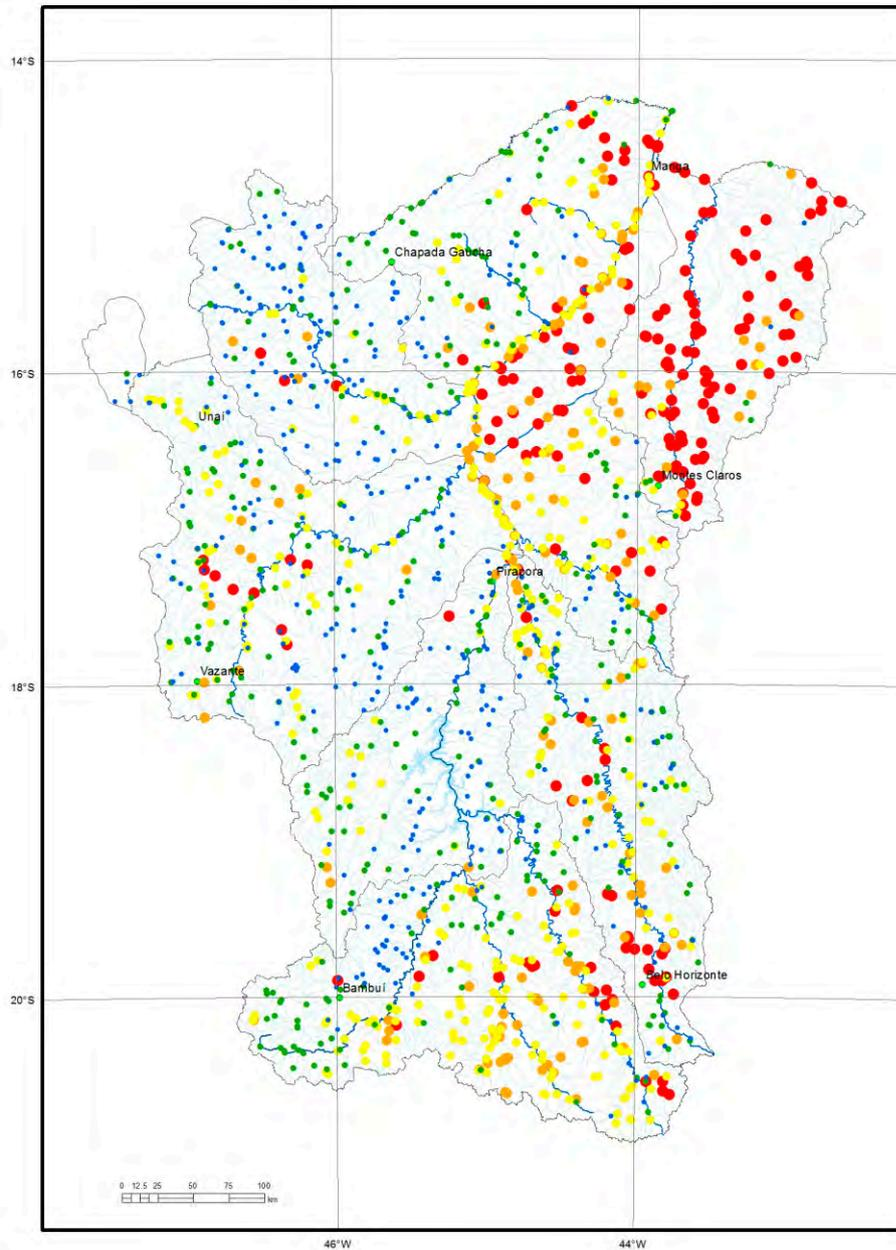 14°S
Manga
Chapada Gaúcha
16°S
Unaí
Montes Claros
Pirapora
Vazante
18°S
Belo Horizonte
Bambuí
20°S
0 12.5 25 50 75 100
km
46°W 44°W